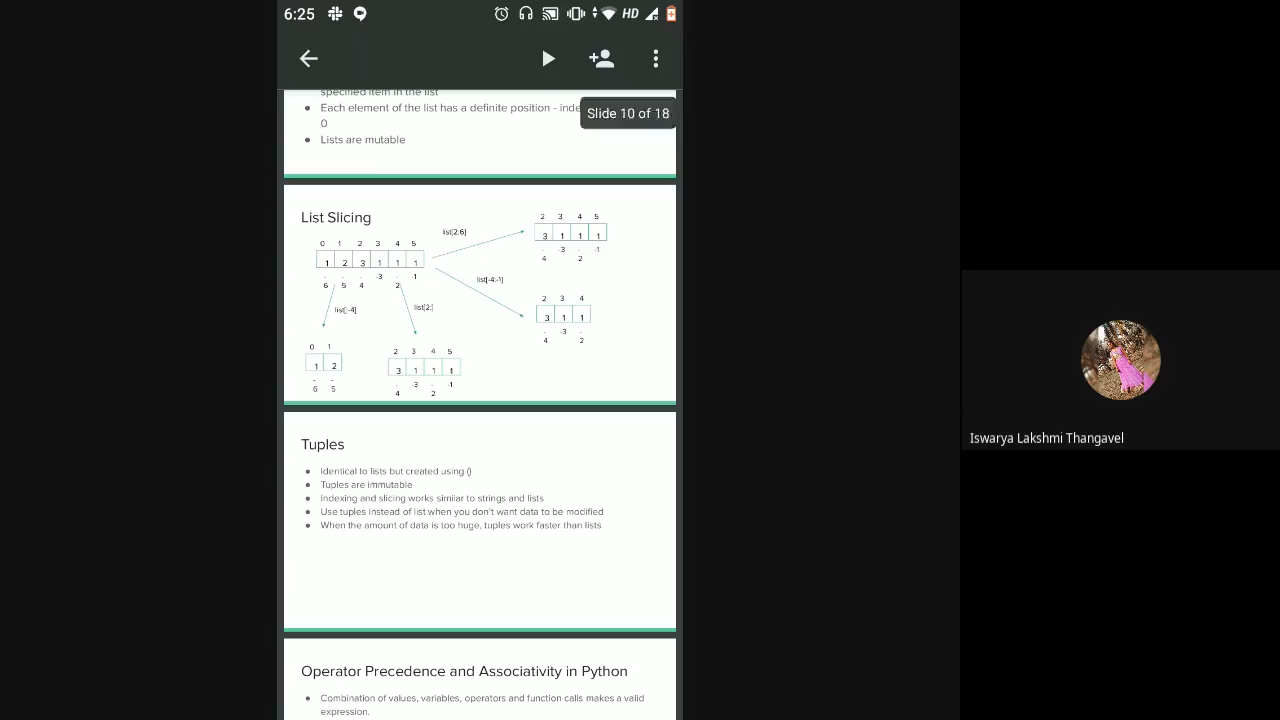 6:25
HD
specified item in the list
Each element of the list has a definite position - inde
0
Lists are mutable
Slide 10 of 18
List Slicing
0 1 2 3 4 5
1 2 3 1 1 1
-6 -5 -4 -3 -2 -1
list[2:6]
2 3 4 5
3 1 1 1
-4 -3 -2 -1
list[-4:-1]
2 3 4
3 1 1
-4 -3 -2
list[:-4]
0 1
1 2
-6 -5
list[2:]
2 3 4 5
3 1 1 1
-4 -3 -2 -1
Tuples
Identical to lists but created using ()
Tuples are immutable
Indexing and slicing works similar to strings and lists
Use tuples instead of list when you don't want data to be modified
When the amount of data is too huge, tuples work faster than lists
Operator Precedence and Associativity in Python
Combination of values, variables, operators and function calls makes a valid
expression.
Iswarya Lakshmi Thangavel